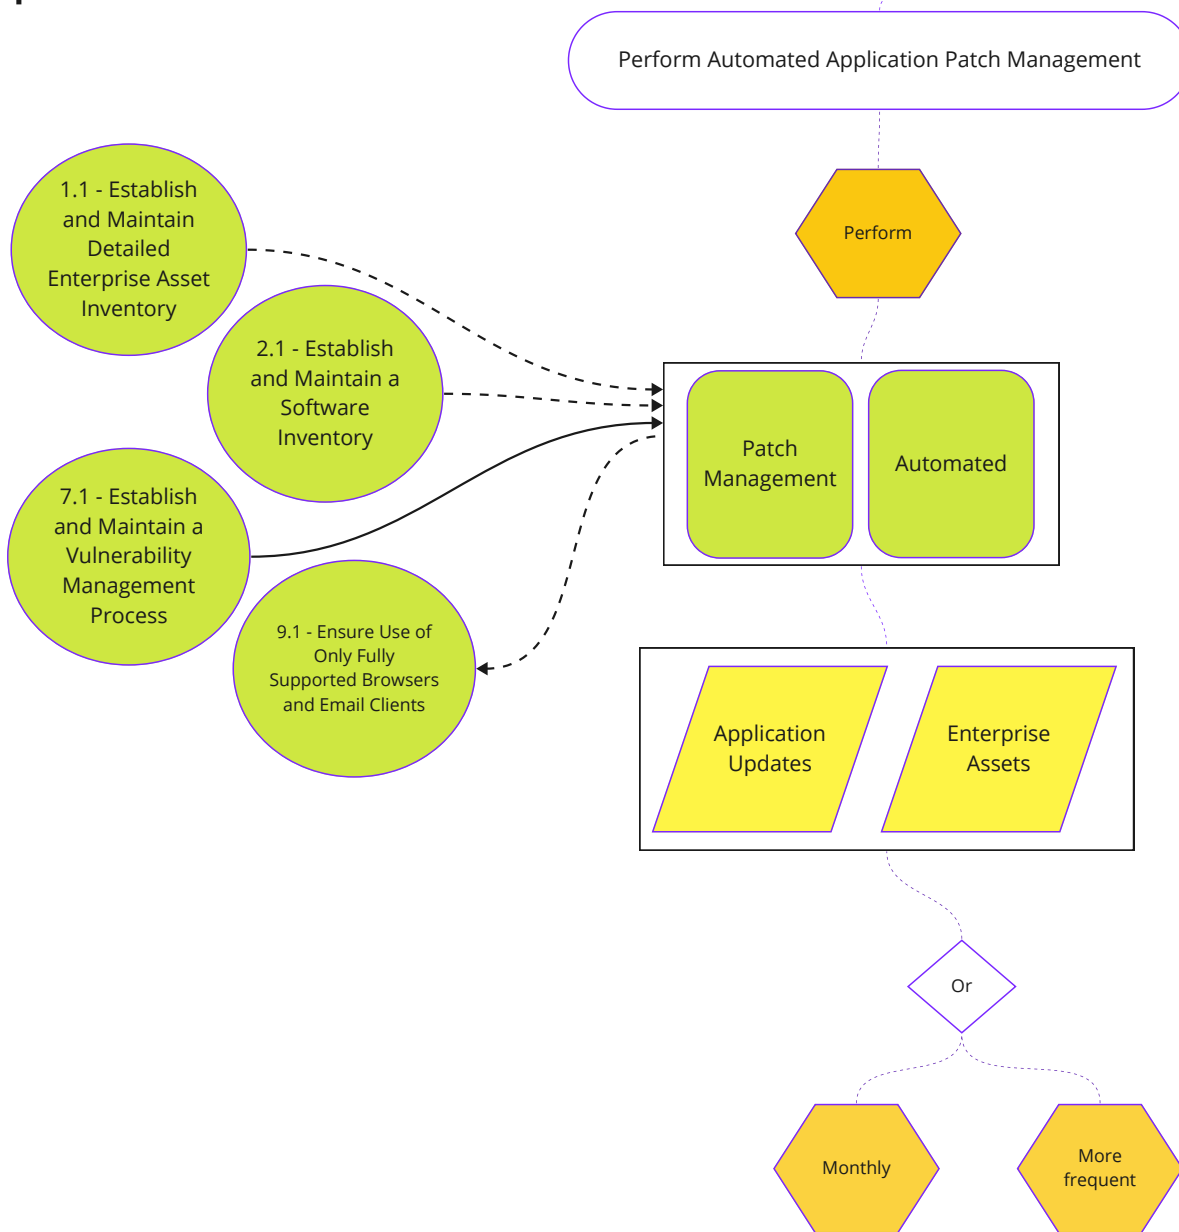 Perform Automated Application Patch Management
Perform
1.1 - Establish
and Maintain
Detailed
Enterprise Asset
Inventory
2.1 - Establish
and Maintain a
Software
Inventory
7.1 - Establish
and Maintain a
Vulnerability
Management
Process
9.1 - Ensure Use of
Only Fully
Supported Browsers
and Email Clients
Patch
Management
Automated
Application
Updates
Enterprise
Assets
Or
Monthly
More
frequent